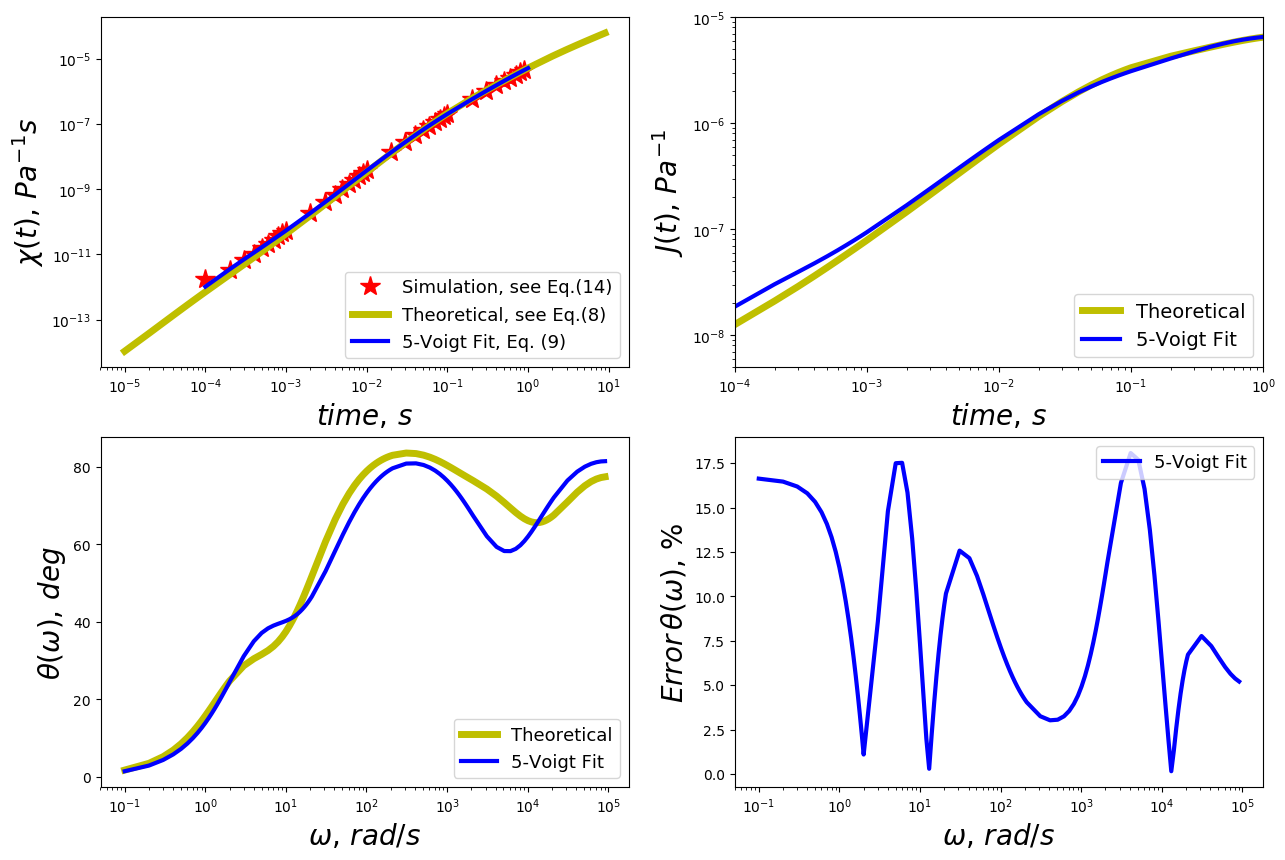 10⁻⁵
10⁻⁷
10⁻⁹
10⁻¹¹
10⁻¹³
χ(t), Pa⁻¹s
Simulation, see Eq.(14)
Theoretical, see Eq.(8)
5-Voigt Fit, Eq. (9)
10⁻⁵ 10⁻⁴ 10⁻³ 10⁻² 10⁻¹ 10⁰ 10¹
time, s
10⁻⁵
10⁻⁶
10⁻⁷
10⁻⁸
J(t), Pa⁻¹
Theoretical
5-Voigt Fit
10⁻⁴ 10⁻³ 10⁻² 10⁻¹ 10⁰
time, s
80
60
40
20
0
θ(ω), deg
Theoretical
5-Voigt Fit
10⁻¹ 10⁰ 10¹ 10² 10³ 10⁴ 10⁵
ω, rad/s
17.5
15.0
12.5
10.0
7.5
5.0
2.5
0.0
Error θ(ω), %
5-Voigt Fit
10⁻¹ 10⁰ 10¹ 10² 10³ 10⁴ 10⁵
ω, rad/s